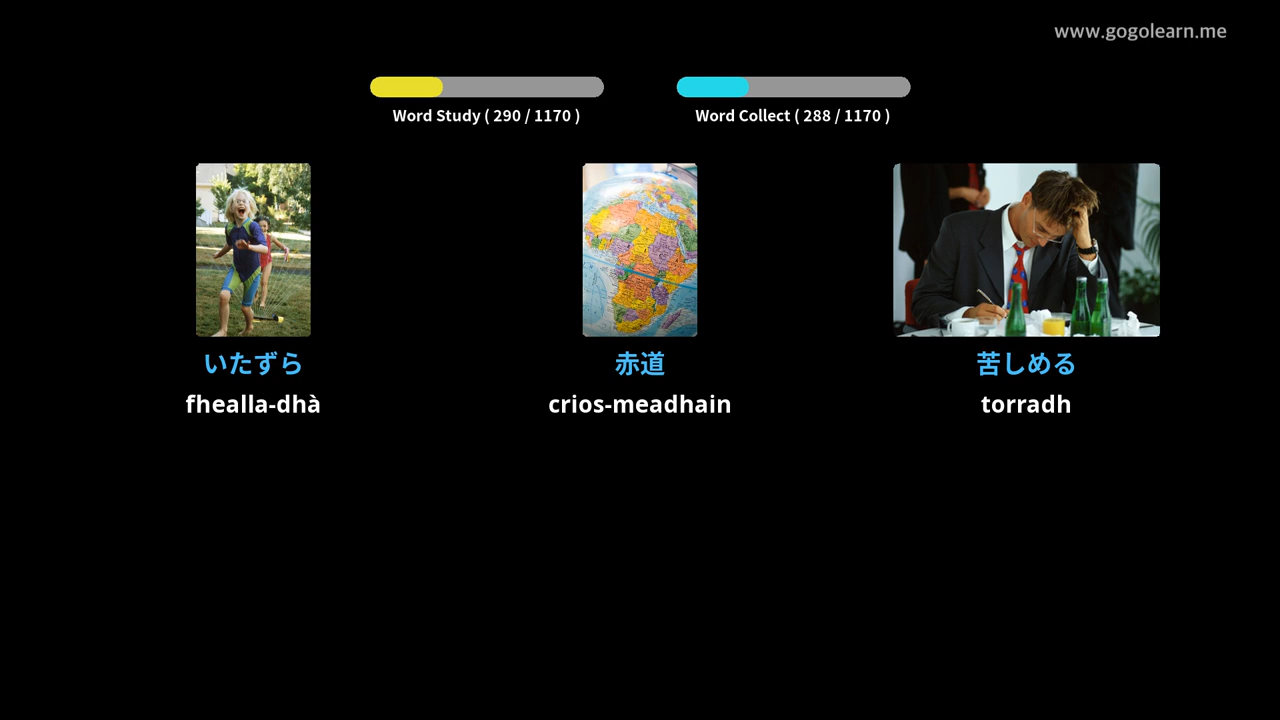 www.gogolearn.me
Word Study ( 290 / 1170 )
Word Collect ( 288 / 1170 )
いたずら
赤道
苦しめる
fhealla-dhà
crios-meadhain
torradh